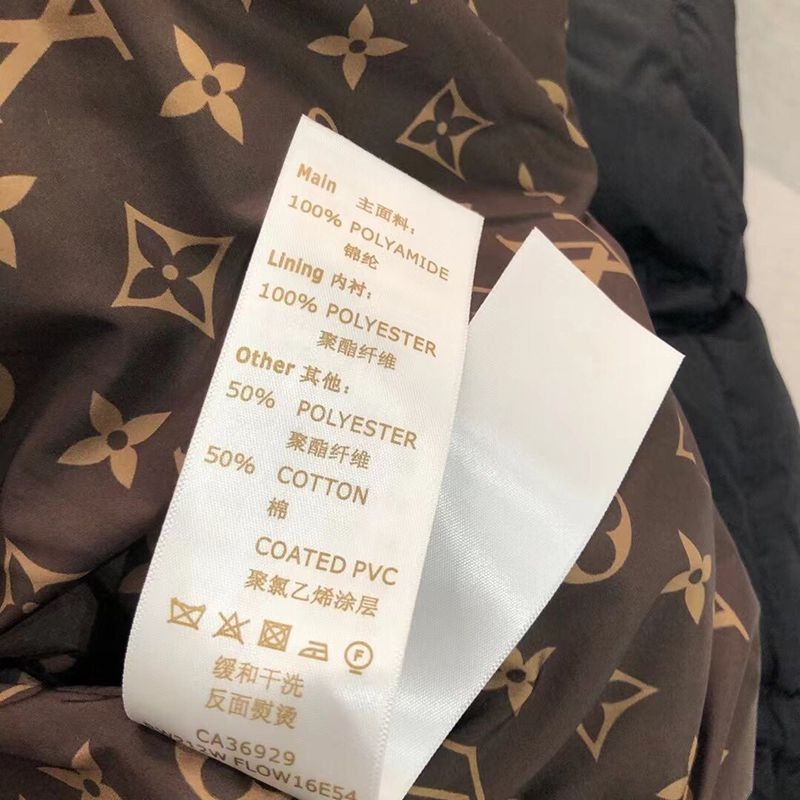 Main 主面料:
100% POLYAMIDE
锦纶
Lining 内衬:
100% POLYESTER
聚酯纤维
Other 其他:
50% POLYESTER
聚酯纤维
50% COTTON
棉
COATED PVC
聚氯乙烯涂层
F
缓和干洗
反面熨烫
CA36929
FLOW16E54